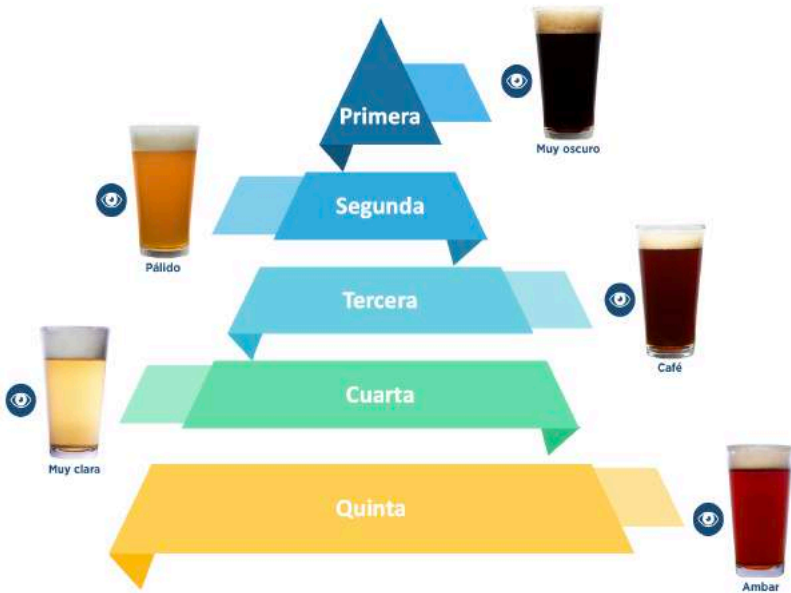 Primera
Muy oscuro
Segunda
Pálido
Tercera
Café
Cuarta
Muy clara
Quinta
Ambar